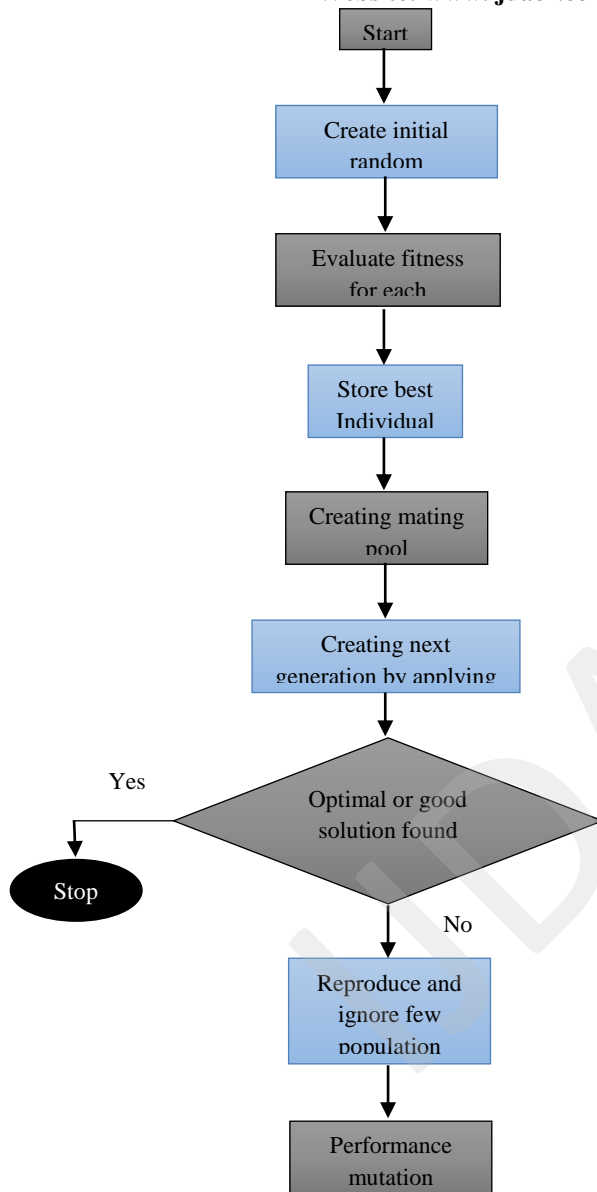 Start
Create initial
random
Evaluate fitness
for each
Store best
Individual
Creating mating
pool
Creating next
generation by applying
Optimal or good
solution found
Yes
Stop
No
Reproduce and
ignore few
population
Performance
mutation